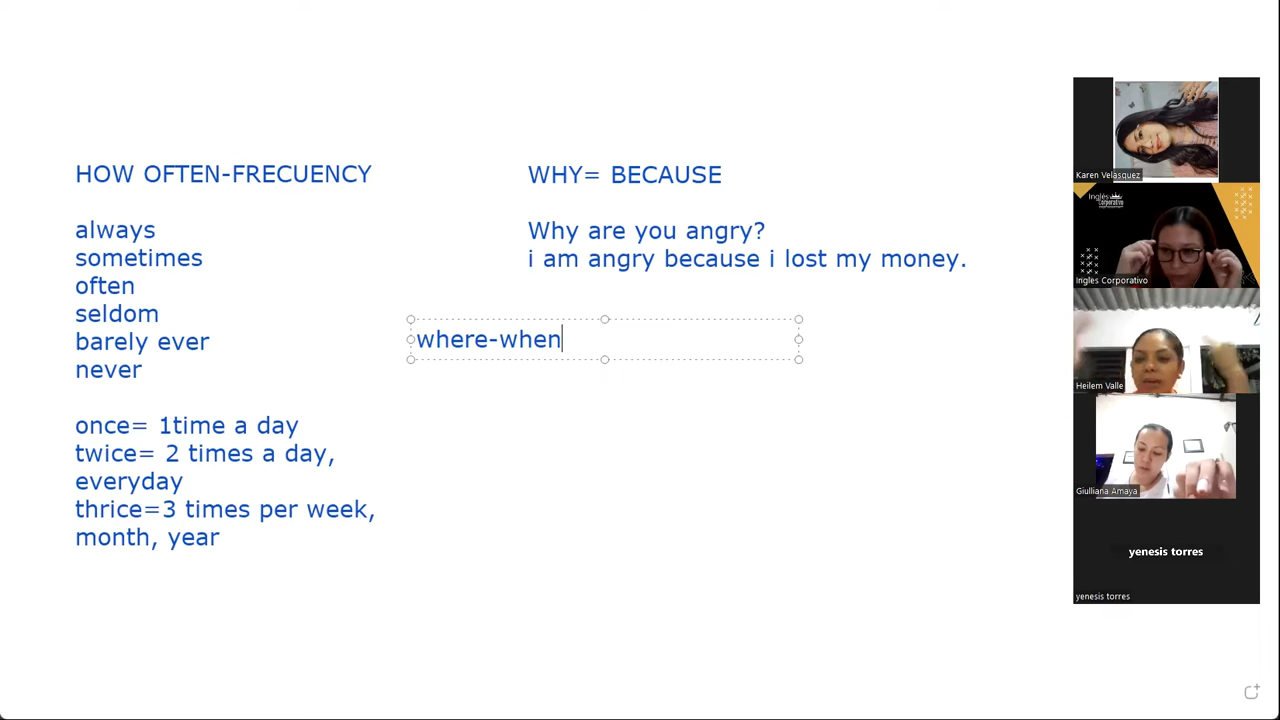 HOW OFTEN-FRECUENCY
always
sometimes
often
seldom
barely ever
never
once= 1time a day
twice= 2 times a day,
everyday
thrice=3 times per week,
month, year
WHY= BECAUSE
Why are you angry?
i am angry because i lost my money.
where-when
Karen Velasquez
Inglés
Corporativo
Ingles Corporativo
Heilem Valle
Giulliana Amaya
yenesis torres
yenesis torres